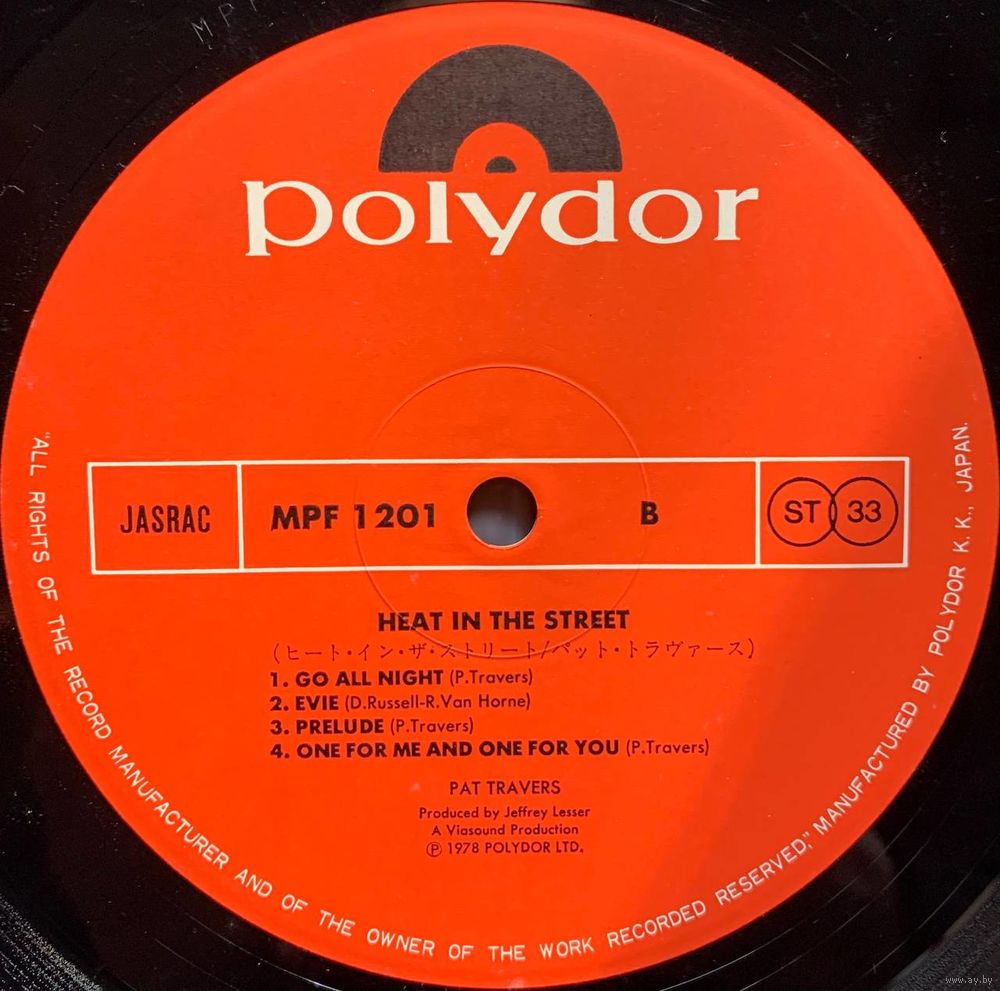 MPF
polydor
JASRAC MPF 1201 B ST 33
HEAT IN THE STREET
(ヒート・イン・ザ・ストリート/パット・トラヴァース)
1. GO ALL NIGHT (P.Travers)
2. EVIE (D.Russell-R.Van Horne)
3. PRELUDE (P.Travers)
4. ONE FOR ME AND ONE FOR YOU (P.Travers)
PAT TRAVERS
Produced by Jeffrey Lesser
A Viasound Production
Ⓟ 1978 POLYDOR LTD.
"ALL RIGHTS OF THE RECORD MANUFACTURER AND OF THE OWNER OF THE WORK RECORDED RESERVED," MANUFACTURED BY POLYDOR K.K., JAPAN.
www.ay.by